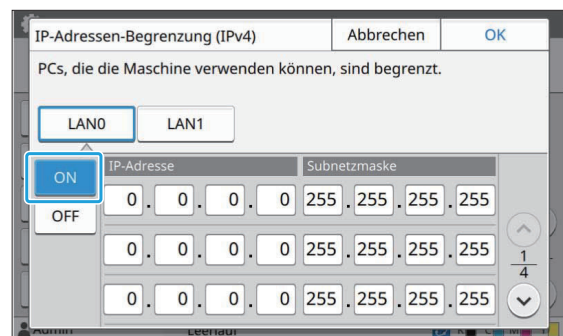 IP-Adressen-Begrenzung (IPv4) Abbrechen OK
PCs, die die Maschine verwenden können, sind begrenzt.
LAN0 LAN1
IP-Adresse Subnetzmaske
ON
0 . 0 . 0 . 0 255 . 255 . 255 . 255
OFF
0 . 0 . 0 . 0 255 . 255 . 255 . 255
1
4
0 . 0 . 0 . 0 255 . 255 . 255 . 255
Admin Leerlauf